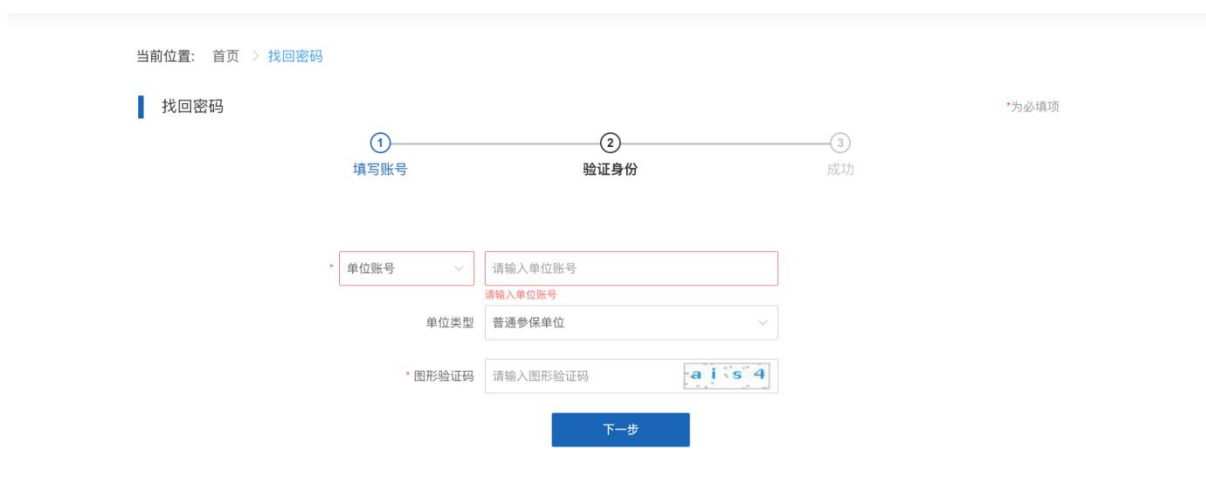 当前位置: 首页 > 找回密码
找回密码
*为必填项
1 2 3
填写账号 验证身份 成功
* 单位账号 请输入单位账号
请输入单位账号
单位类型 普通参保单位
* 图形验证码 请输入图形验证码 a i s 4
下一步